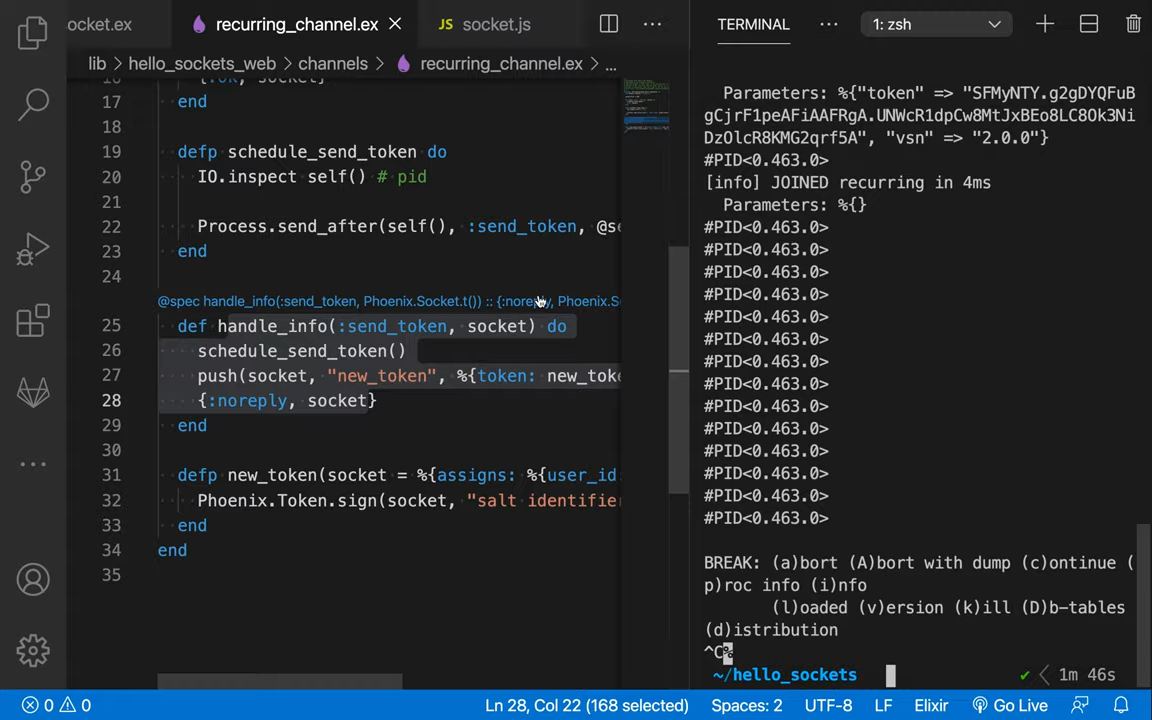 ocket.ex
recurring_channel.ex
JS socket.js
TERMINAL
1: zsh
lib > hello_sockets_web > channels > recurring_channel.ex > ...
16 {:ok, socket}
17 end
18
19 defp schedule_send_token do
20 IO.inspect self() # pid
21
22 Process.send_after(self(), :send_token, @se
23 end
24
@spec handle_info(:send_token, Phoenix.Socket.t()) :: {:noreply, Phoenix.S
25 def handle_info(:send_token, socket) do
26 schedule_send_token()
27 push(socket, "new_token", %{token: new_toke
28 {:noreply, socket}
29 end
30
31 defp new_token(socket = %{assigns: %{user_id:
32 Phoenix.Token.sign(socket, "salt identifier
33 end
34 end
35
Parameters: %{"token" => "SFMyNTY.g2gDYQFuB
gCjrF1peAFiAAFRgA.UNWcR1dpCw8MtJxBEo8LC8Ok3Ni
DzOlcR8KMG2qrf5A", "vsn" => "2.0.0"}
#PID<0.463.0>
[info] JOINED recurring in 4ms
Parameters: %{}
#PID<0.463.0>
#PID<0.463.0>
#PID<0.463.0>
#PID<0.463.0>
#PID<0.463.0>
#PID<0.463.0>
#PID<0.463.0>
#PID<0.463.0>
#PID<0.463.0>
#PID<0.463.0>
#PID<0.463.0>
#PID<0.463.0>
#PID<0.463.0>
#PID<0.463.0>
BREAK: (a)bort (A)bort with dump (c)ontinue (
p)roc info (i)nfo
(l)oaded (v)ersion (k)ill (D)b-tables
(d)istribution
^C%
~/hello_sockets ✔ < 1m 46s
0 0
Ln 28, Col 22 (168 selected)
Spaces: 2
UTF-8
LF
Elixir
Go Live